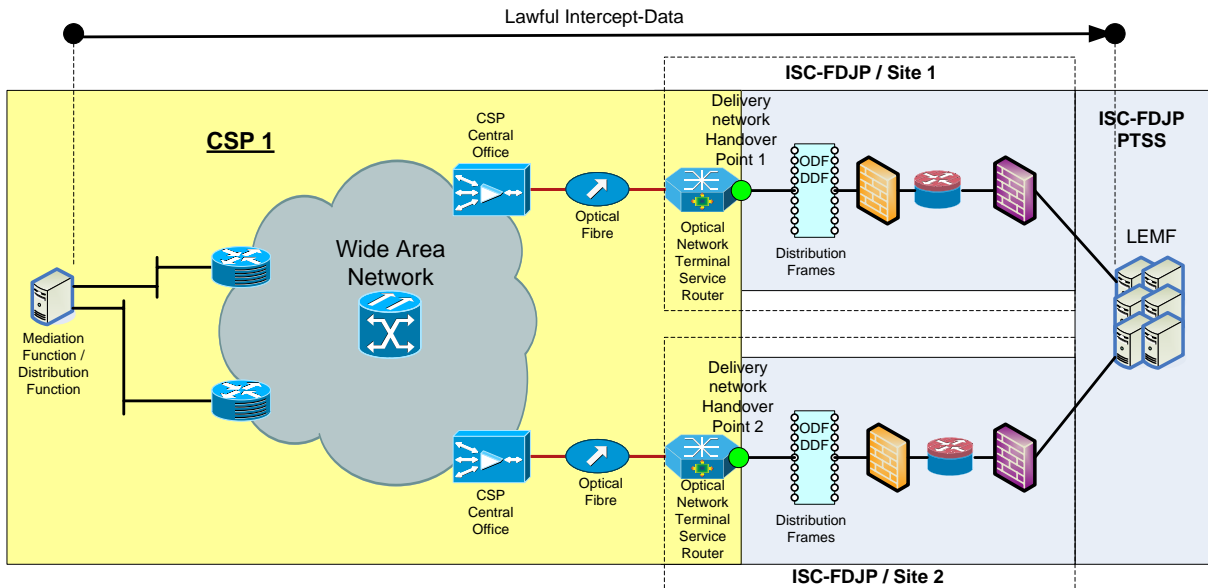 Lawful Intercept-Data
ISC-FDJP / Site 1
CSP 1
CSP
Central
Office
Optical
Fibre
Delivery
network
Handover
Point 1
Optical
Network
Terminal
Service
Router
ODF
DDF
Distribution
Frames
ISC-FDJP
PTSS
LEMF
Wide Area
Network
Mediation
Function /
Distribution
Function
CSP
Central
Office
Optical
Fibre
Delivery
network
Handover
Point 2
Optical
Network
Terminal
Service
Router
ODF
DDF
Distribution
Frames
ISC-FDJP / Site 2